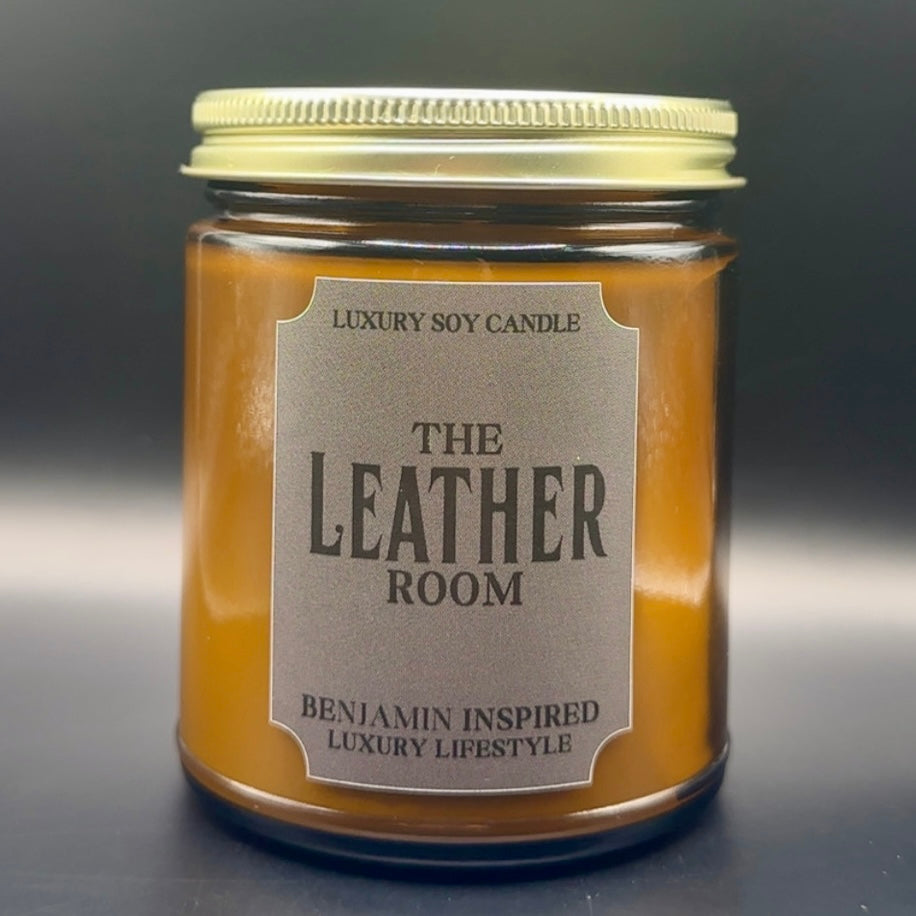 LUXURY SOY CANDLE
THE
LEATHER
ROOM
BENJAMIN INSPIRED
LUXURY LIFESTYLE